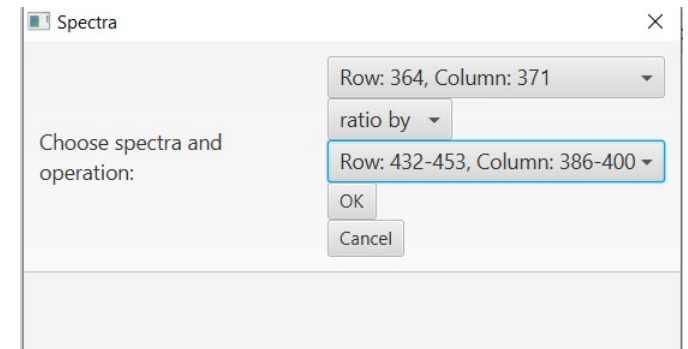 Spectra
Row: 364, Column: 371
ratio by
Choose spectra and
operation:
Row: 432-453, Column: 386-400
OK
Cancel